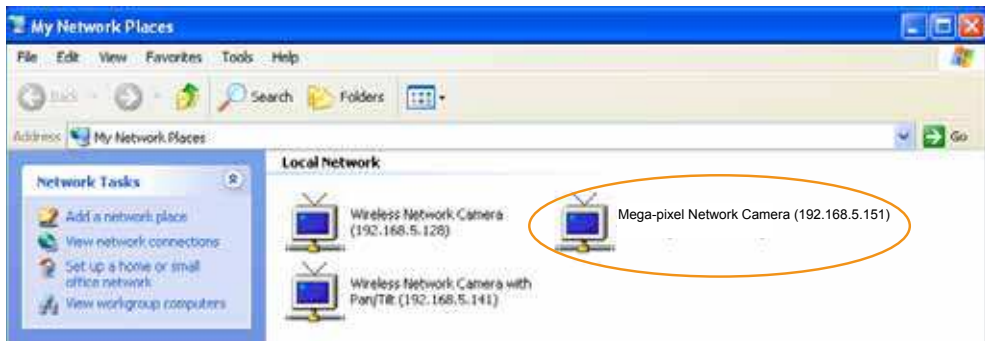 My Network Places
File Edit View Favorites Tools Help
Back Search Folders
Address My Network Places Go
Local Network
Network Tasks
Add a network place
View network connections
Set up a home or small
office network
View workgroup computers
Wireless Network Camera
(192.168.5.128)
Mega-pixel Network Camera (192.168.5.151)
Wireless Network Camera with
Pan/Tilt (192.168.5.141)